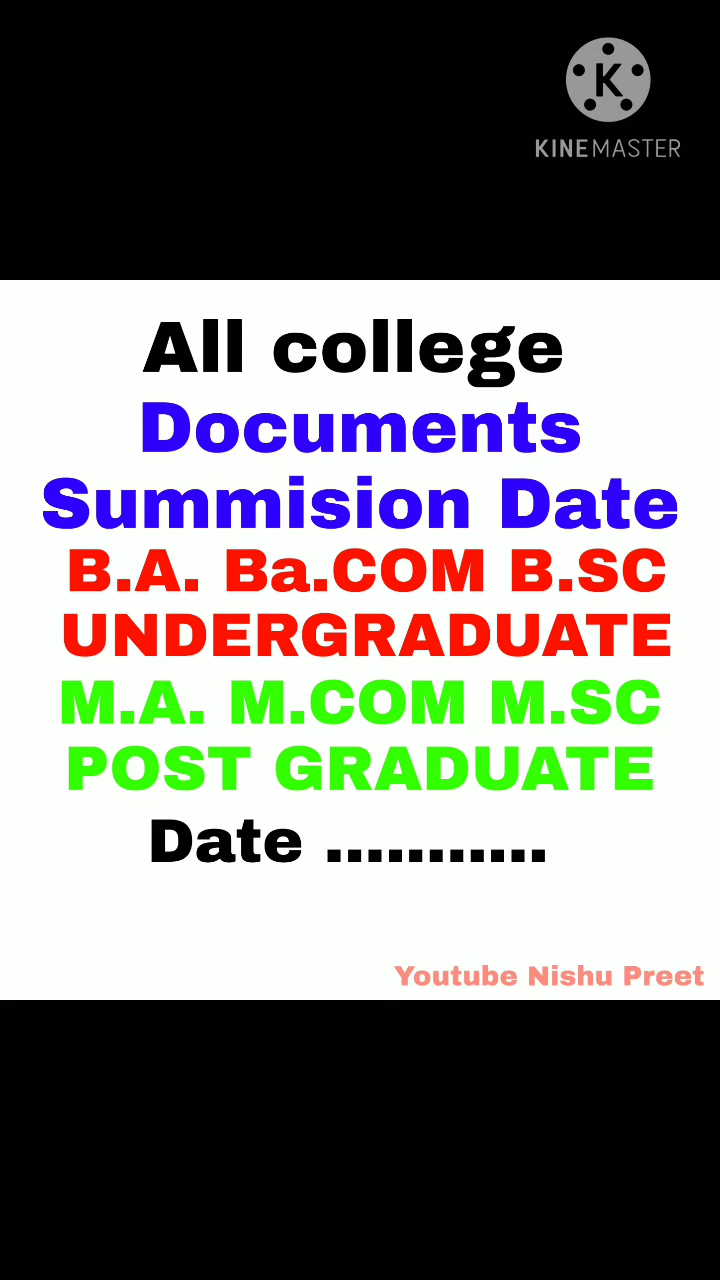 K
KINEMASTER
All college
Documents
Summision Date
B.A. Ba.COM B.SC
UNDERGRADUATE
M.A. M.COM M.SC
POST GRADUATE
Date ...........
Youtube Nishu Preet